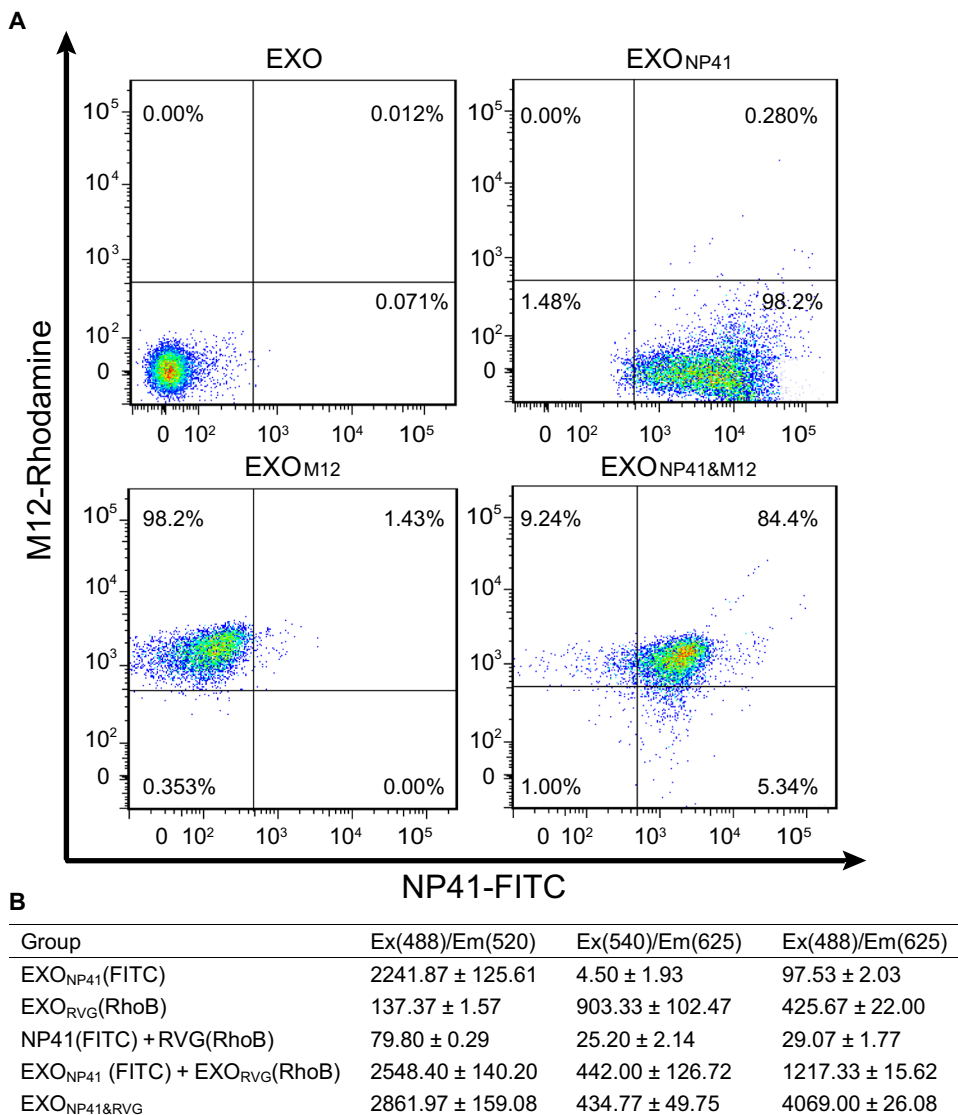 A
EXO
EXONP41
10⁵ 0.00% 0.012%
10⁴
10³
0.071%
10²
0
0 10² 10³ 10⁴ 10⁵
10⁵ 0.00% 0.280%
10⁴
10³
1.48% 98.2%
10²
0
0 10² 10³ 10⁴ 10⁵
M12-Rhodamine
EXOM12
EXONP41&M12
10⁵ 98.2% 1.43%
10⁴
10³
10²
0 0.353% 0.00%
0 10² 10³ 10⁴ 10⁵
10⁵ 9.24% 84.4%
10⁴
10³
10²
0 1.00% 5.34%
0 10² 10³ 10⁴ 10⁵
NP41-FITC
B
Group Ex(488)/Em(520) Ex(540)/Em(625) Ex(488)/Em(625)
EXONP41(FITC) 2241.87 ± 125.61 4.50 ± 1.93 97.53 ± 2.03
EXORVG(RhoB) 137.37 ± 1.57 903.33 ± 102.47 425.67 ± 22.00
NP41(FITC) + RVG(RhoB) 79.80 ± 0.29 25.20 ± 2.14 29.07 ± 1.77
EXONP41 (FITC) + EXORVG(RhoB) 2548.40 ± 140.20 442.00 ± 126.72 1217.33 ± 15.62
EXONP41&RVG 2861.97 ± 159.08 434.77 ± 49.75 4069.00 ± 26.08